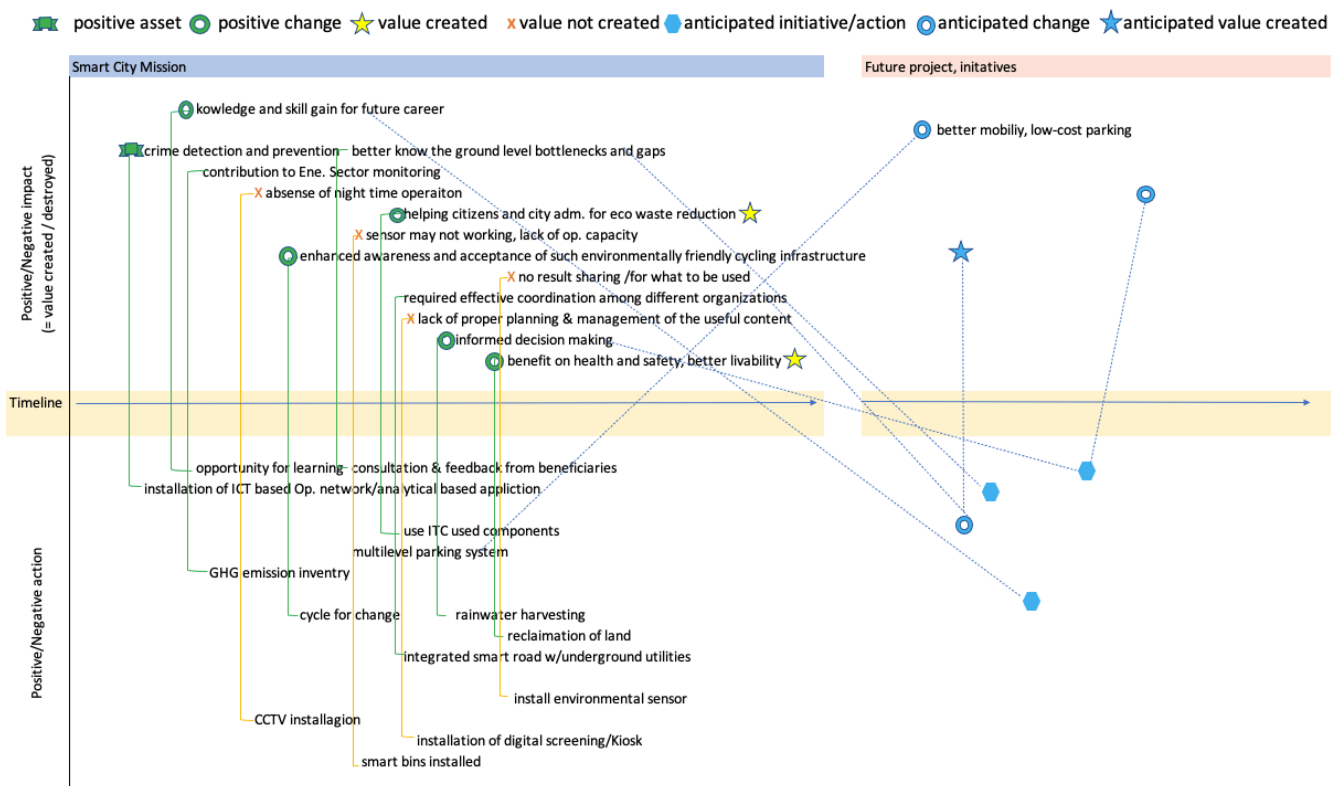 positive asset
positive change
value created
x value not created
anticipated initiative/action
anticipated change
anticipated value created
Smart City Mission
Future project, initatives
Positive/Negative impact
(= value created / destroyed)
kowledge and skill gain for future career
better mobiliy, low-cost parking
crime detection and prevention
better know the ground level bottlenecks and gaps
contribution to Ene. Sector monitoring
X absense of night time operaiton
helping citizens and city adm. for eco waste reduction
X sensor may not working, lack of op. capacity
enhanced awareness and acceptance of such environmentally friendly cycling infrastructure
X no result sharing /for what to be used
required effective coordination among different organizations
X lack of proper planning & management of the useful content
informed decision making
benefit on health and safety, better livability
Timeline
Positive/Negative action
opportunity for learning
consultation & feedback from beneficiaries
installation of ICT based Op. network/analytical based appliction
use ITC used components
multilevel parking system
GHG emission inventry
cycle for change
rainwater harvesting
reclaimation of land
integrated smart road w/underground utilities
install environmental sensor
CCTV installagion
installation of digital screening/Kiosk
smart bins installed